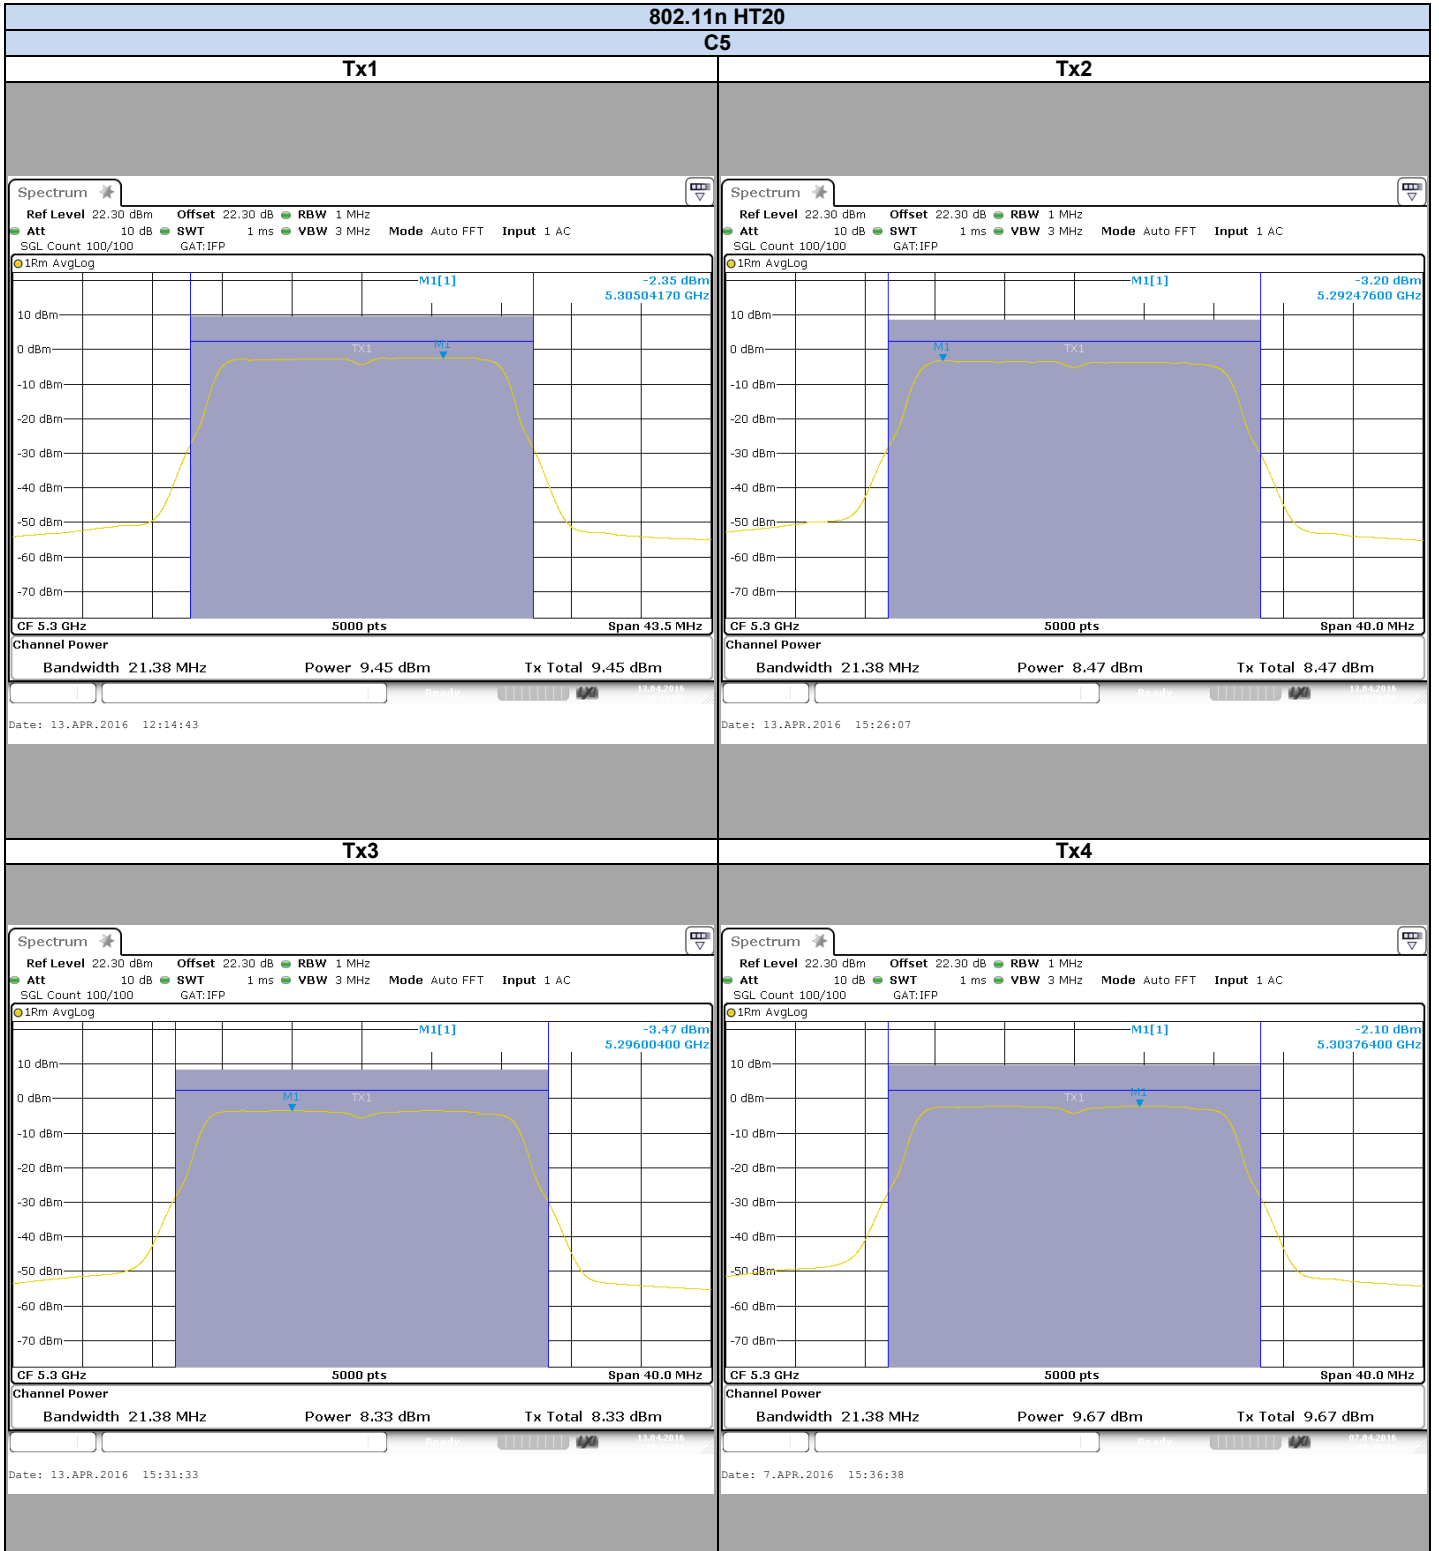 802.11n HT20
C5
Tx1
Tx2
Spectrum
Ref Level 22.30 dBm Offset 22.30 dB RBW 1 MHz
Att 10 dB SWT 1 ms VBW 3 MHz Mode Auto FFT Input 1 AC
SGL Count 100/100 GAT:IFP
1Rm AvgLog
M1[1] -2.35 dBm
5.30504170 GHz
10 dBm
0 dBm
TX1
M1
-10 dBm
-20 dBm
-30 dBm
-40 dBm
-50 dBm
-60 dBm
-70 dBm
CF 5.3 GHz 5000 pts Span 43.5 MHz
Channel Power
Bandwidth 21.38 MHz Power 9.45 dBm Tx Total 9.45 dBm
Ready 13.04.2016
Date: 13.APR.2016 12:14:43
Spectrum
Ref Level 22.30 dBm Offset 22.30 dB RBW 1 MHz
Att 10 dB SWT 1 ms VBW 3 MHz Mode Auto FFT Input 1 AC
SGL Count 100/100 GAT:IFP
1Rm AvgLog
M1[1] -3.20 dBm
5.29247600 GHz
10 dBm
0 dBm
M1
TX1
-10 dBm
-20 dBm
-30 dBm
-40 dBm
-50 dBm
-60 dBm
-70 dBm
CF 5.3 GHz 5000 pts Span 40.0 MHz
Channel Power
Bandwidth 21.38 MHz Power 8.47 dBm Tx Total 8.47 dBm
Ready 13.04.2016
Date: 13.APR.2016 15:26:07
Tx3
Tx4
Spectrum
Ref Level 22.30 dBm Offset 22.30 dB RBW 1 MHz
Att 10 dB SWT 1 ms VBW 3 MHz Mode Auto FFT Input 1 AC
SGL Count 100/100 GAT:IFP
1Rm AvgLog
M1[1] -3.47 dBm
5.29600400 GHz
10 dBm
0 dBm
M1
TX1
-10 dBm
-20 dBm
-30 dBm
-40 dBm
-50 dBm
-60 dBm
-70 dBm
CF 5.3 GHz 5000 pts Span 40.0 MHz
Channel Power
Bandwidth 21.38 MHz Power 8.33 dBm Tx Total 8.33 dBm
Ready 13.04.2016
Date: 13.APR.2016 15:31:33
Spectrum
Ref Level 22.30 dBm Offset 22.30 dB RBW 1 MHz
Att 10 dB SWT 1 ms VBW 3 MHz Mode Auto FFT Input 1 AC
SGL Count 100/100 GAT:IFP
1Rm AvgLog
M1[1] -2.10 dBm
5.30376400 GHz
10 dBm
0 dBm
TX1
M1
-10 dBm
-20 dBm
-30 dBm
-40 dBm
-50 dBm
-60 dBm
-70 dBm
CF 5.3 GHz 5000 pts Span 40.0 MHz
Channel Power
Bandwidth 21.38 MHz Power 9.67 dBm Tx Total 9.67 dBm
Ready 07.04.2016
Date: 7.APR.2016 15:36:38